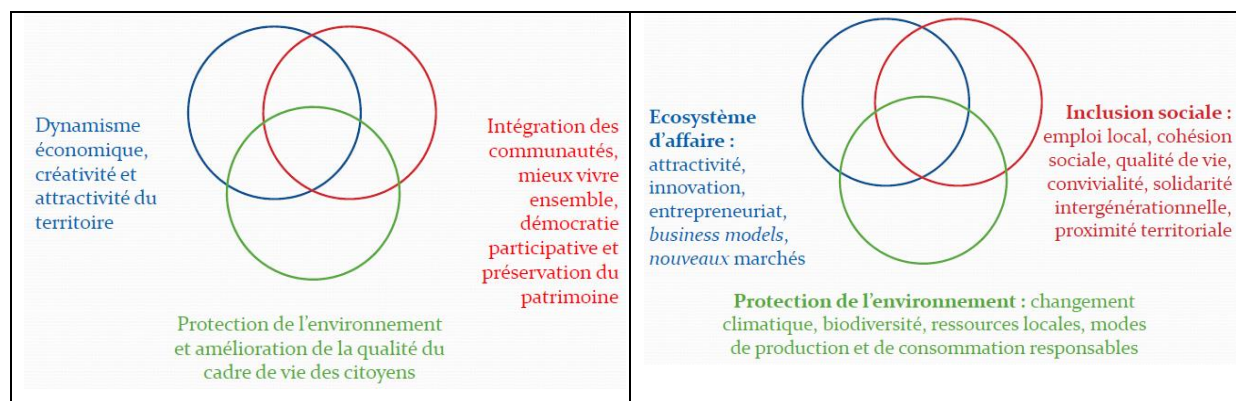 Dynamisme
économique,
créativité et
attractivité du
territoire
Intégration des
communautés,
mieux vivre
ensemble,
démocratie
participative et
préservation du
patrimoine
Protection de l'environnement
et amélioration de la qualité du
cadre de vie des citoyens
Ecosystème
d'affaire :
attractivité,
innovation,
entrepreneuriat,
business models,
nouveaux marchés
Inclusion sociale :
emploi local, cohésion
sociale, qualité de vie,
convivialité, solidarité
intergénérationnelle,
proximité territoriale
Protection de l'environnement : changement
climatique, biodiversité, ressources locales, modes
de production et de consommation responsables